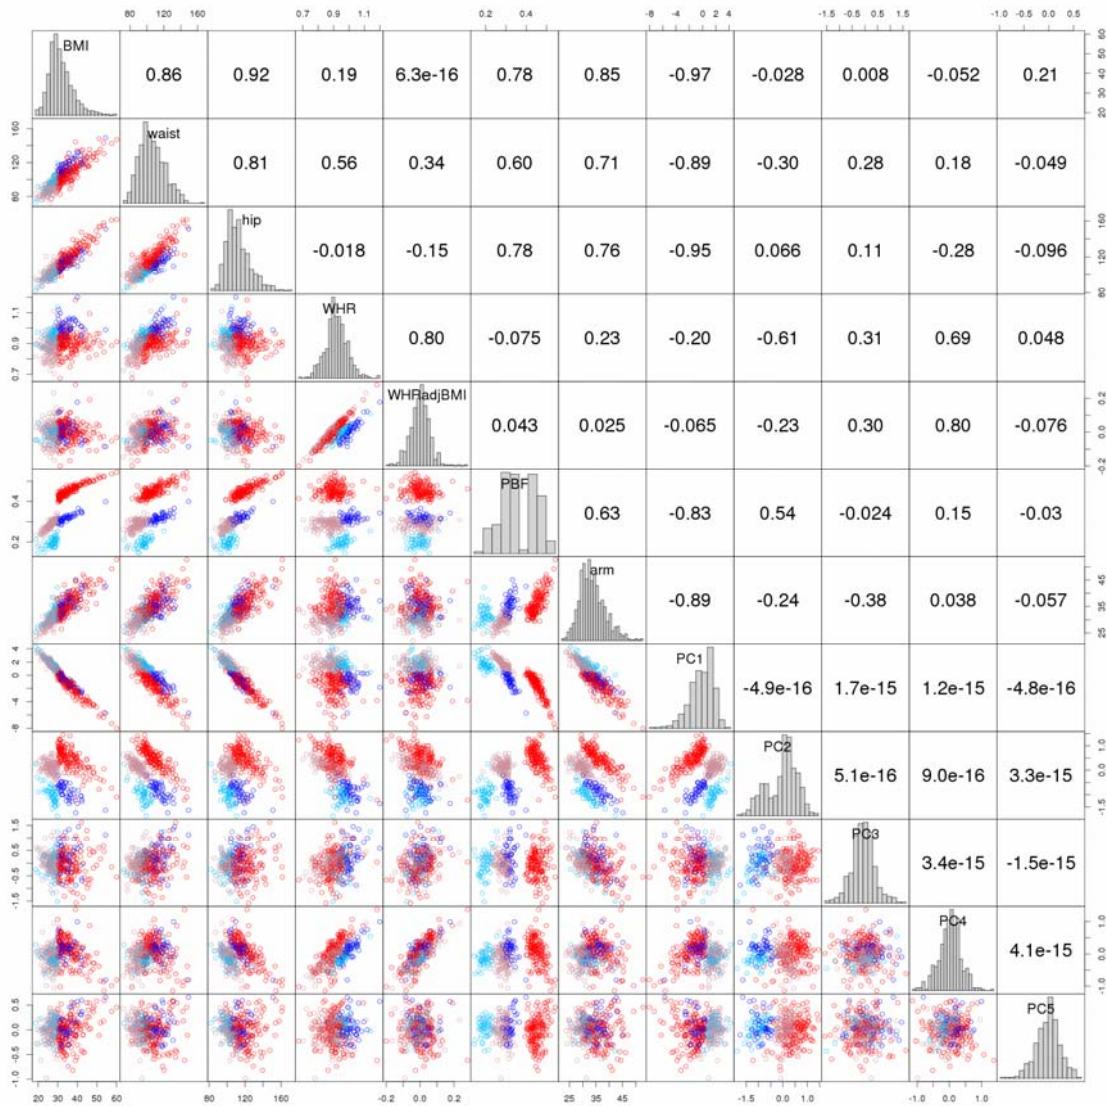 80 120 160 0.7 0.9 1.1 0.2 0.4 -8 -4 0 2 4 -1.5 -0.5 0.5 1.5 -1.0 0.0 0.5
BMI 0.86 0.92 0.19 6.3e-16 0.78 0.85 -0.97 -0.028 0.008 -0.052 0.21 20 30 40 50 60
80 120 160 waist 0.81 0.56 0.34 0.60 0.71 -0.89 -0.30 0.28 0.18 -0.049
hip -0.018 -0.15 0.78 0.76 -0.95 0.066 0.11 -0.28 -0.096 80 120 160
0.7 0.9 1.1 WHR 0.80 -0.075 0.23 -0.20 -0.61 0.31 0.69 0.048
WHRadjBMI 0.043 0.025 -0.065 -0.23 0.30 0.80 -0.076 -0.2 0.0 0.2
0.2 0.4 PBF 0.63 -0.83 0.54 -0.024 0.15 -0.03
arm -0.89 -0.24 -0.38 0.038 -0.057 25 35 45
-8 -4 0 2 4 PC1 -4.9e-16 1.7e-15 1.2e-15 -4.8e-16
PC2 5.1e-16 9.0e-16 3.3e-15 -1.5 0.0 1.0
-1.5 -0.5 0.5 1.5 PC3 3.4e-15 -1.5e-15
PC4 4.1e-15 -1.0 0.0 1.0
-1.0 -0.5 0.0 0.5 PC5
20 30 40 50 60 80 120 160 -0.2 0.0 0.2 25 35 45 -1.5 0.0 1.0 -1.0 0.0 1.0